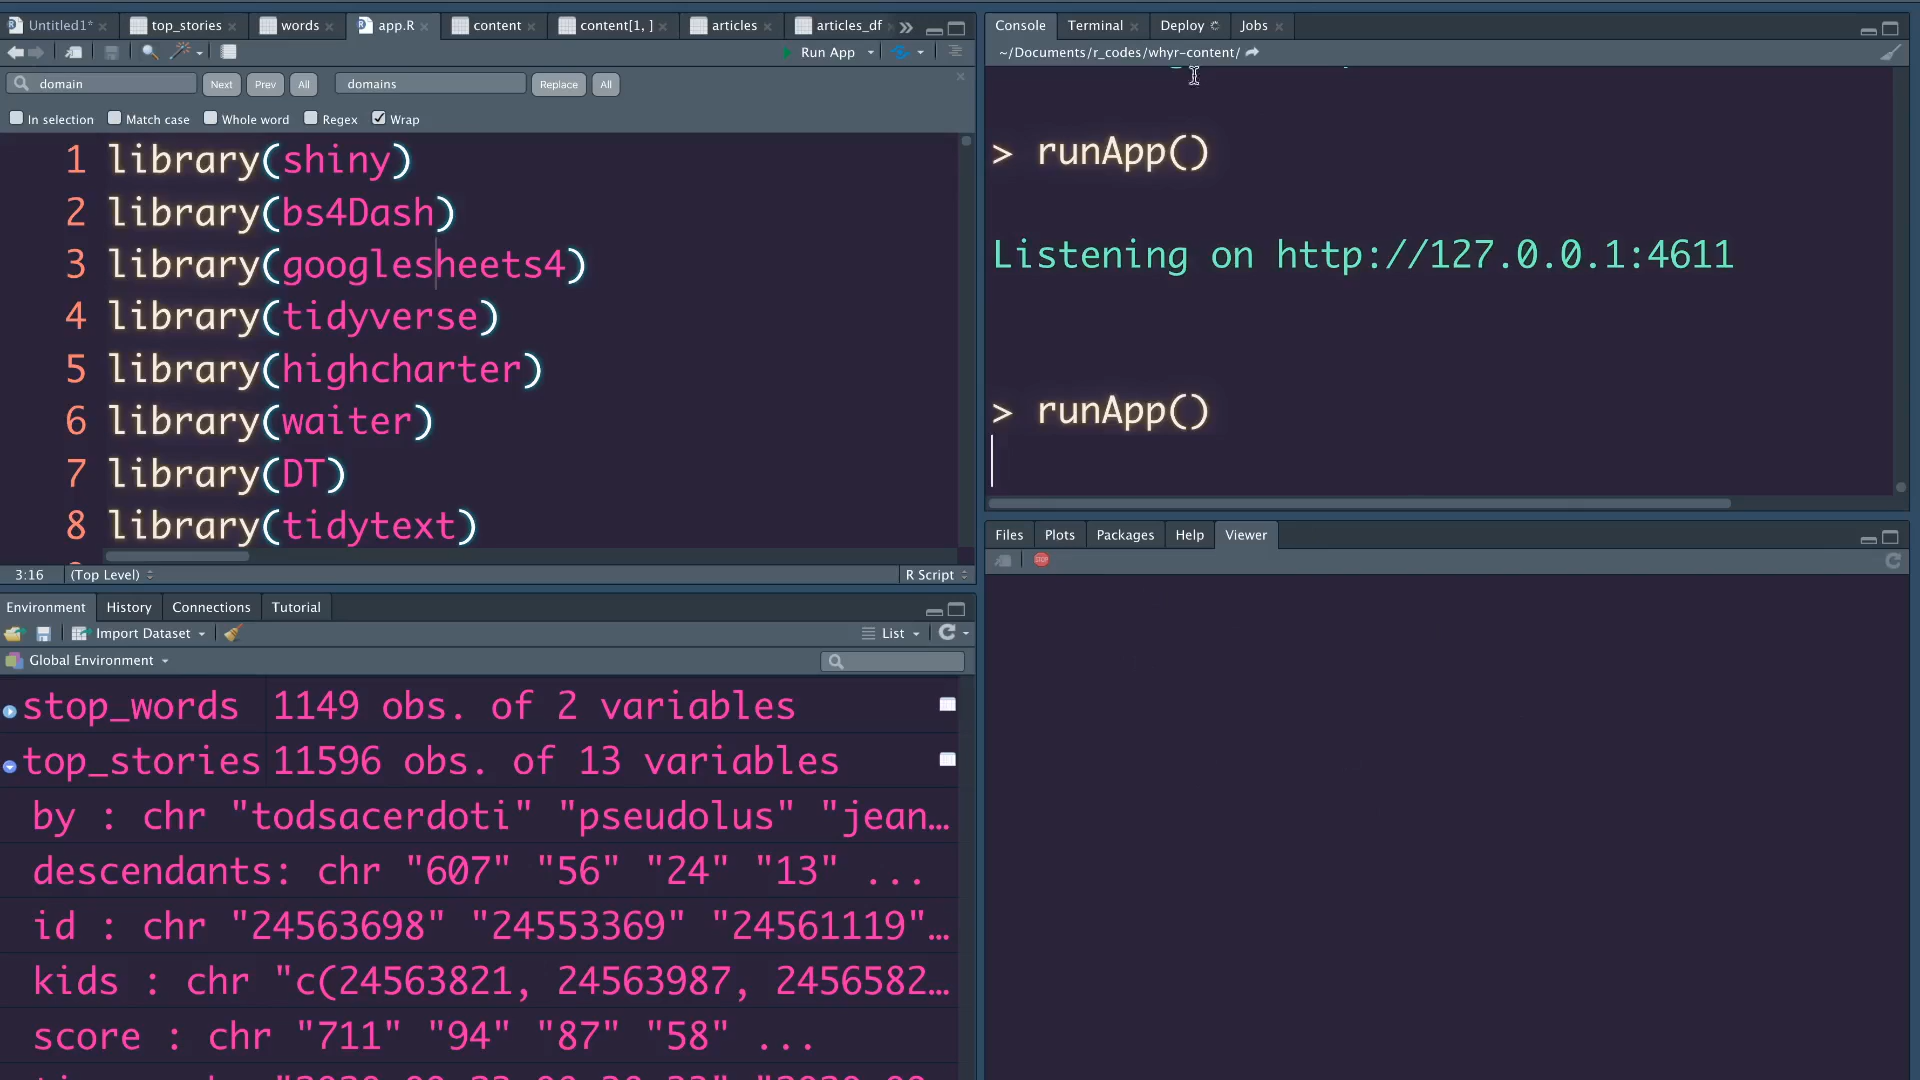 Untitled1* top_stories words app.R content content[1, ] articles articles_df
Run App
domain Next Prev All domains Replace All
In selection Match case Whole word Regex Wrap
1 library(shiny)
2 library(bs4Dash)
3 library(googlesheets4)
4 library(tidyverse)
5 library(highcharter)
6 library(waiter)
7 library(DT)
8 library(tidytext)
3:16 (Top Level) R Script
Environment History Connections Tutorial
Import Dataset List
Global Environment
stop_words 1149 obs. of 2 variables
top_stories 11596 obs. of 13 variables
by : chr "todsacerdoti" "pseudolus" "jean…
descendants: chr "607" "56" "24" "13" ...
id : chr "24563698" "24553369" "24561119"…
kids : chr "c(24563821, 24563987, 2456582…
score : chr "711" "94" "87" "58" ...
Console Terminal Deploy Jobs
~/Documents/r_codes/whyr-content/
> runApp()
Listening on http://127.0.0.1:4611
> runApp()
Files Plots Packages Help Viewer
STOP